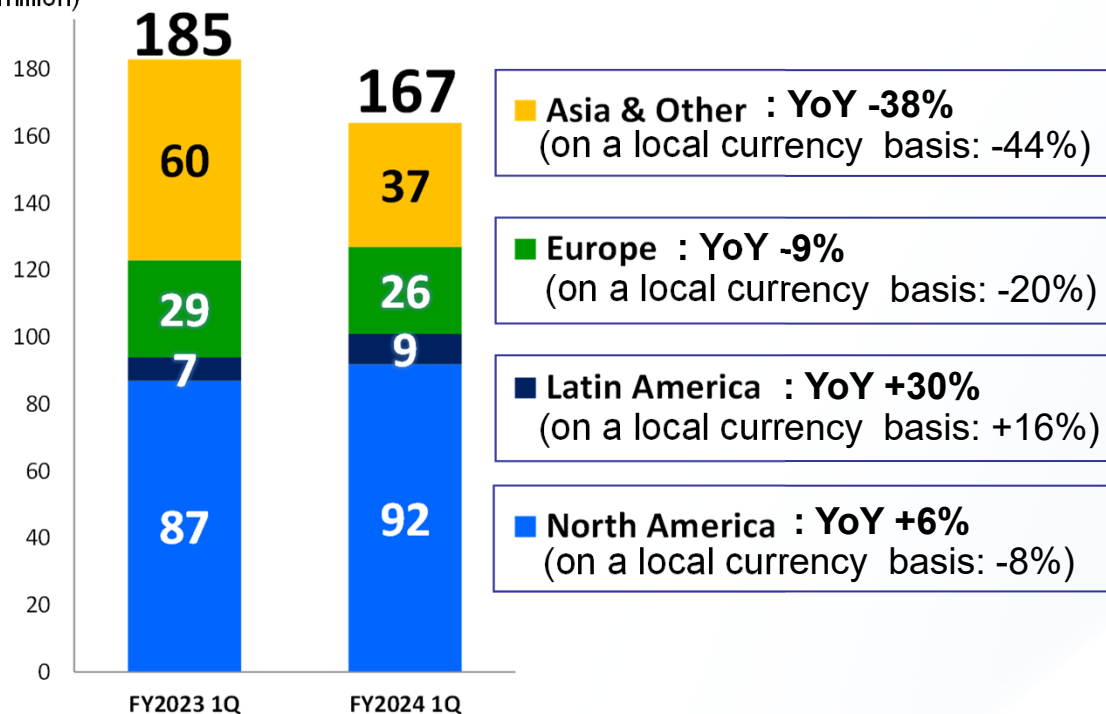 million)
185
167
180
160
140
120
100
80
60
40
20
0
60
29
7
87
37
26
9
92
FY2023 1Q
FY2024 1Q
Asia & Other : YoY -38%
(on a local currency basis: -44%)
Europe : YoY -9%
(on a local currency basis: -20%)
Latin America : YoY +30%
(on a local currency basis: +16%)
North America : YoY +6%
(on a local currency basis: -8%)